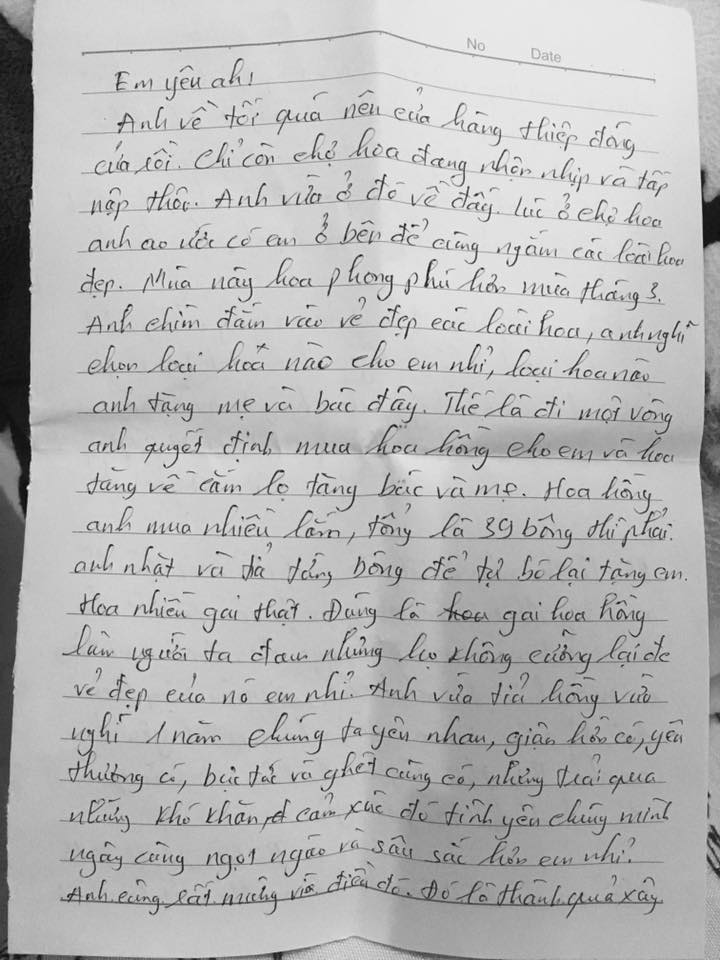 No Date
Em yêu ah!
Anh về tối quá nên cửa hàng thiệp đóng
cửa rồi. Chỉ còn chợ hoa đang nhộn nhịp và tấp
nập thôi. Anh vừa ở đó về đấy. Lúc ở chợ hoa
anh ao ước có em ở bên để cùng ngắm các loài hoa
đẹp. Mùa này hoa phong phú hơn mùa tháng 3.
Anh chìm đắm vào vẻ đẹp các loài hoa, anh nghĩ
chọn loại hoa nào cho em nhỉ, loại hoa nào
anh tặng mẹ và bác đây. Thế là đi một vòng
anh quyết định mua hoa hồng cho em và hoa
tặng về cắm lọ tặng bác và mẹ. Hoa hồng
anh mua nhiều lắm, tổng là 39 bông thì phải.
anh nhặt và tỉa từng bông để tự bó lại tặng em.
Hoa nhiều gai thật. Đúng là gai hoa hồng
làm người ta đau nhưng họ không cưỡng lại đc
vẻ đẹp của nó em nhỉ? Anh vừa tỉa hồng vừa
nghĩ 1 năm chúng ta yêu nhau, giận hờn có, yêu
thương có, bực tức và ghét cũng có, nhưng trải qua
những khó khăn, cảm xúc đó tình yêu chúng mình
ngày càng ngọt ngào và sâu sắc hơn em nhỉ?
Anh cũng rất mừng với điều đó. Đó là thành quả xây